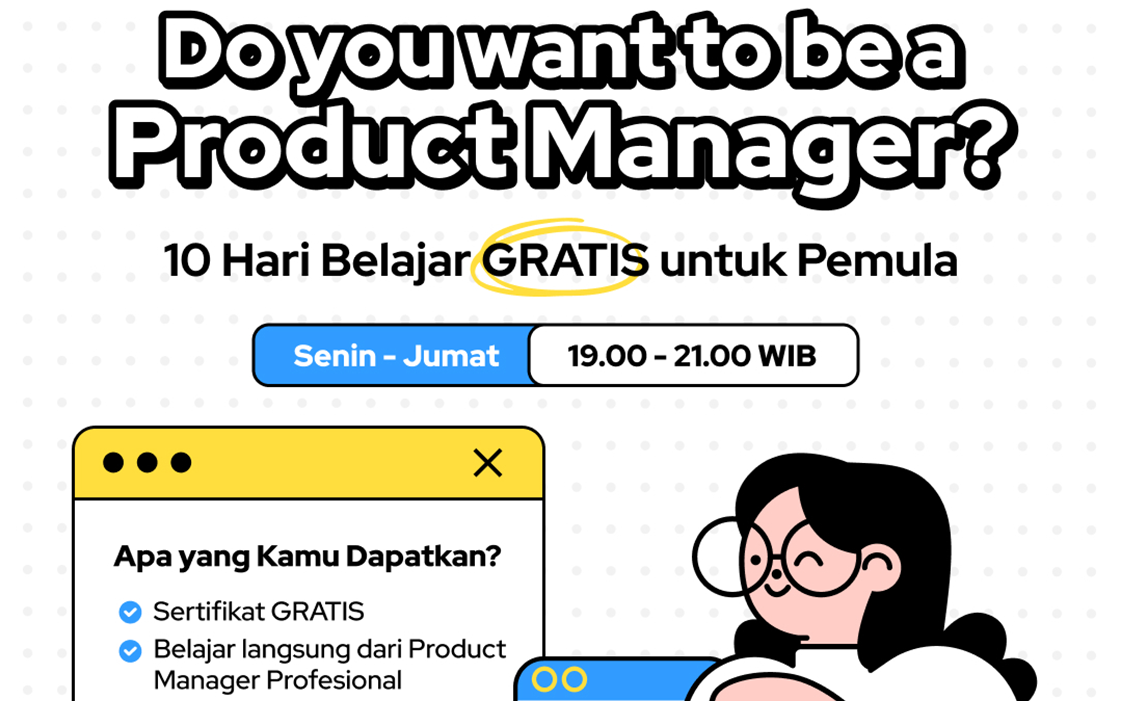 Do you want to be a
Product Manager?
10 Hari Belajar GRATIS untuk Pemula
Senin - Jumat
19.00 - 21.00 WIB
Apa yang Kamu Dapatkan?
Sertifikat GRATIS
Belajar langsung dari Product
Manager Profesional